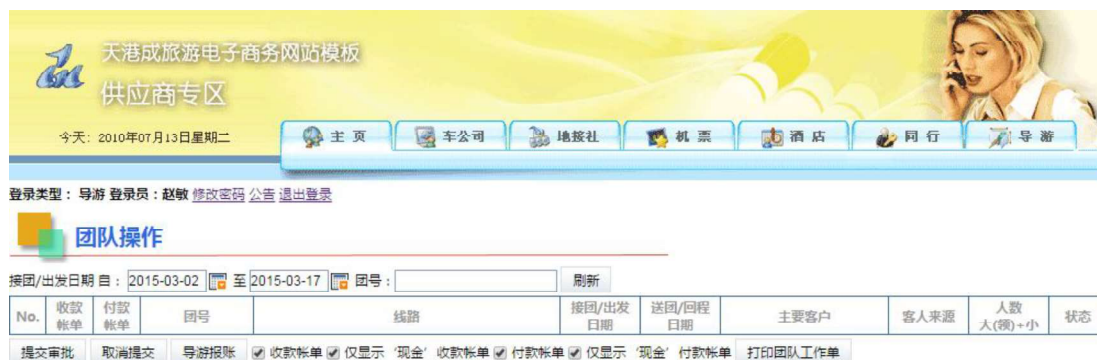 天港成旅游电子商务网站模板
供应商专区
今天: 2010年07月13日星期二
主 页 车公司 地接社 机 票 酒 店 同 行 导 游
登录类型： 导游 登录员：赵敏 修改密码 公告 退出登录
团队操作
接团/出发日期 自： 2015-03-02 至 2015-03-17 团号： 刷新
No. 收款帐单 付款帐单 团号 线路 接团/出发日期 送团/回程日期 主要客户 客人来源 人数大(领)+小 状态
提交审批 取消提交 导游报账 收款帐单 仅显示‘现金’收款帐单 付款帐单 仅显示‘现金’付款帐单 打印团队工作单